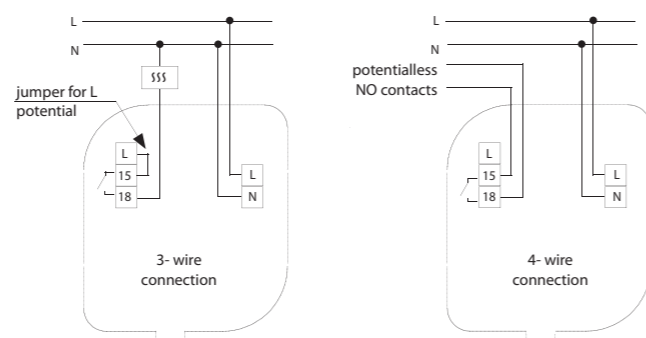 L
N
§§§
jumper for L
potential
L
15
18
L
N
3- wire
connection
L
N
potentialless
NO contacts
L
15
18
L
N
4- wire
connection